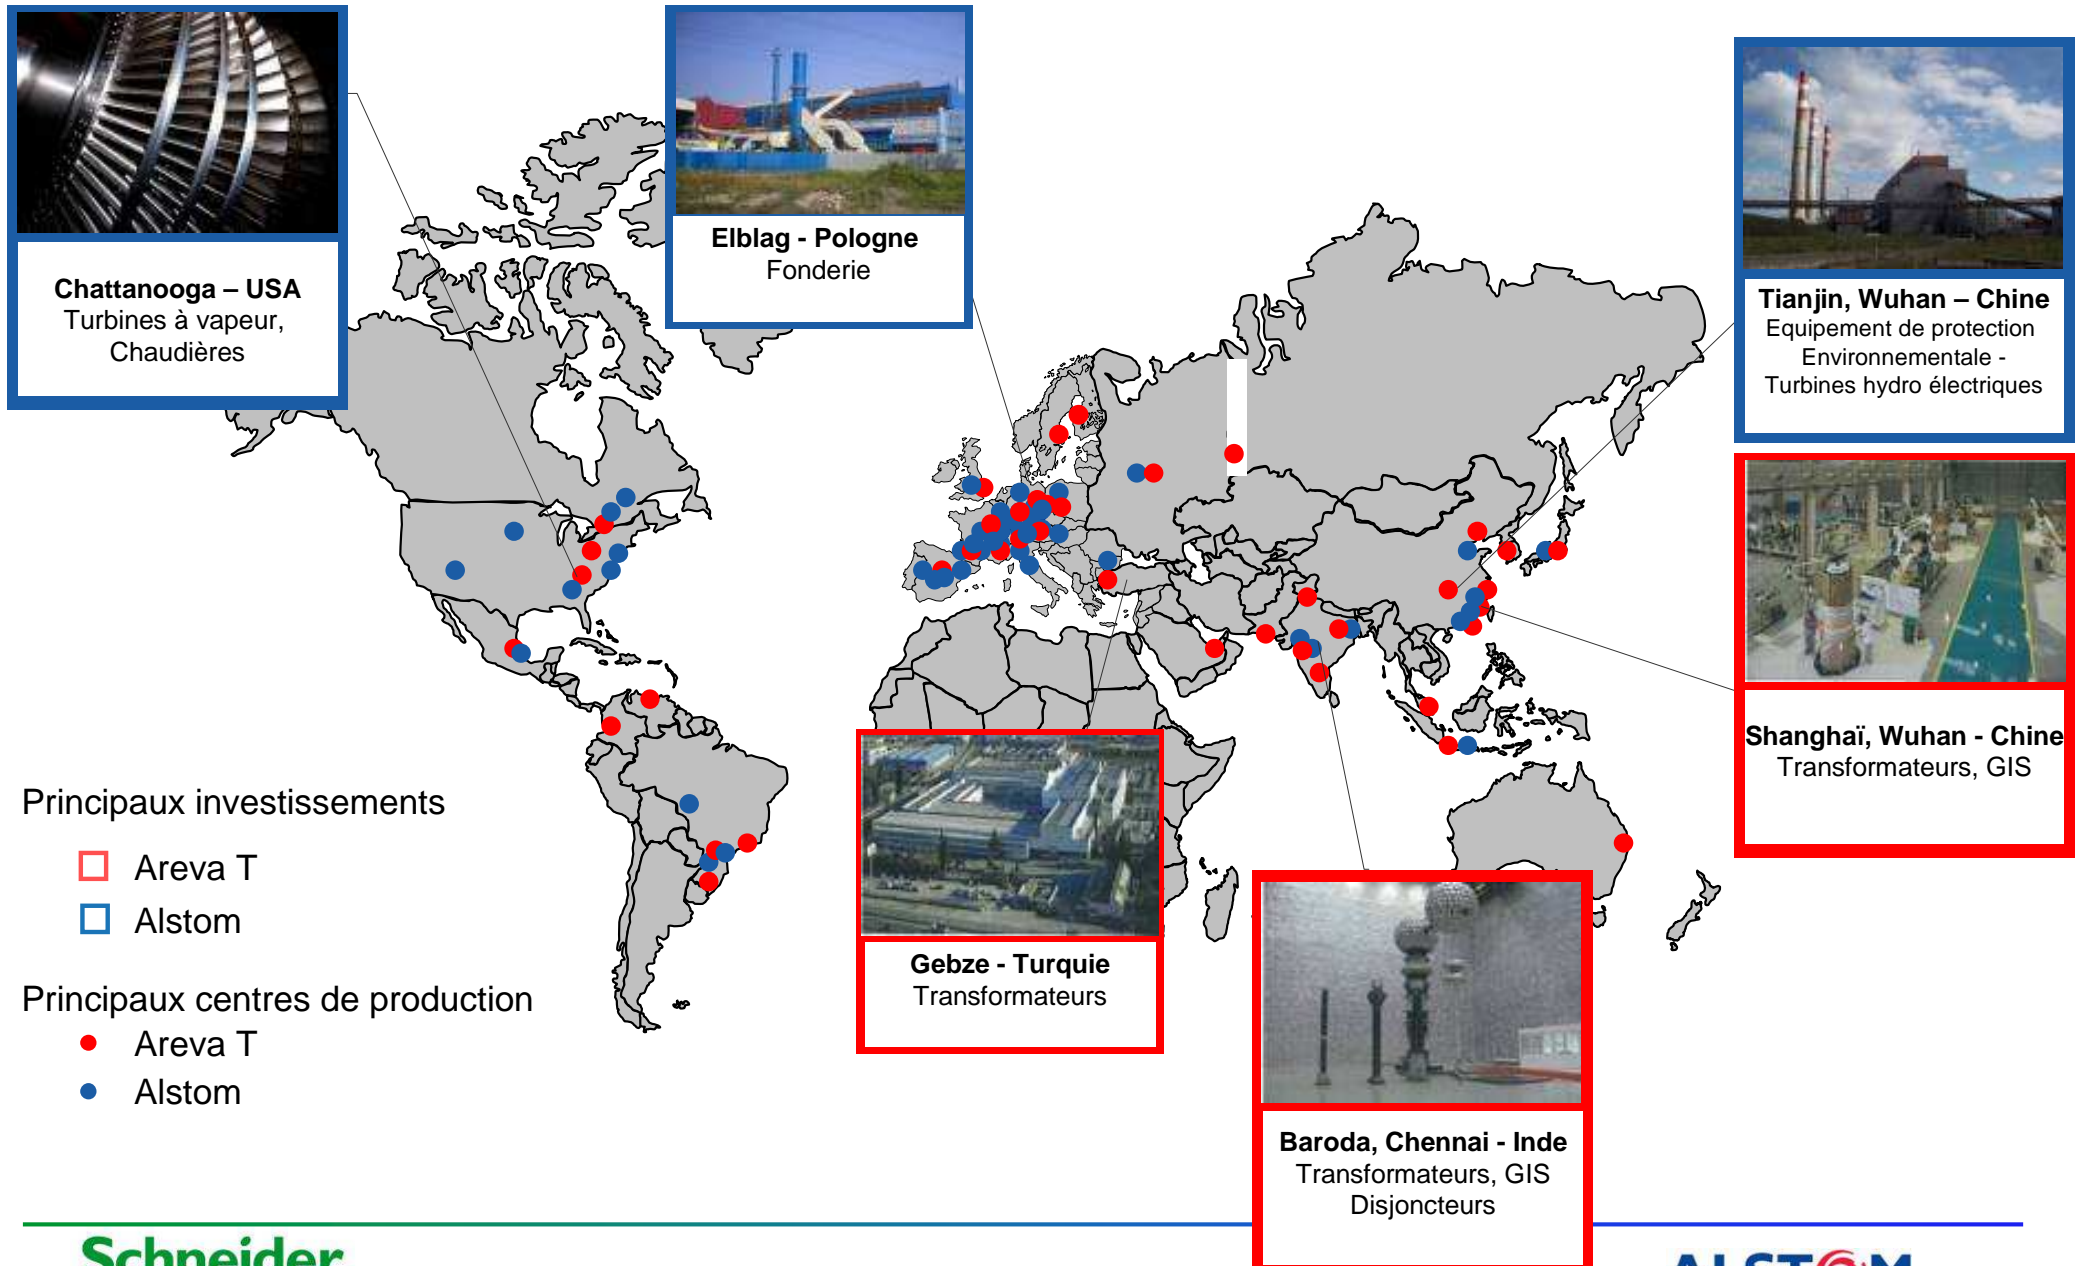 Chattanooga – USA
Turbines à vapeur,
Chaudières
Elblag - Pologne
Fonderie
Tianjin, Wuhan – Chine
Equipement de protection
Environnementale -
Turbines hydro électriques
Shanghaï, Wuhan - Chine
Transformateurs, GIS
Gebze - Turquie
Transformateurs
Baroda, Chennai - Inde
Transformateurs, GIS
Disjoncteurs
Principaux investissements
Areva T
Alstom
Principaux centres de production
Areva T
Alstom
Schneider
ALSTOM